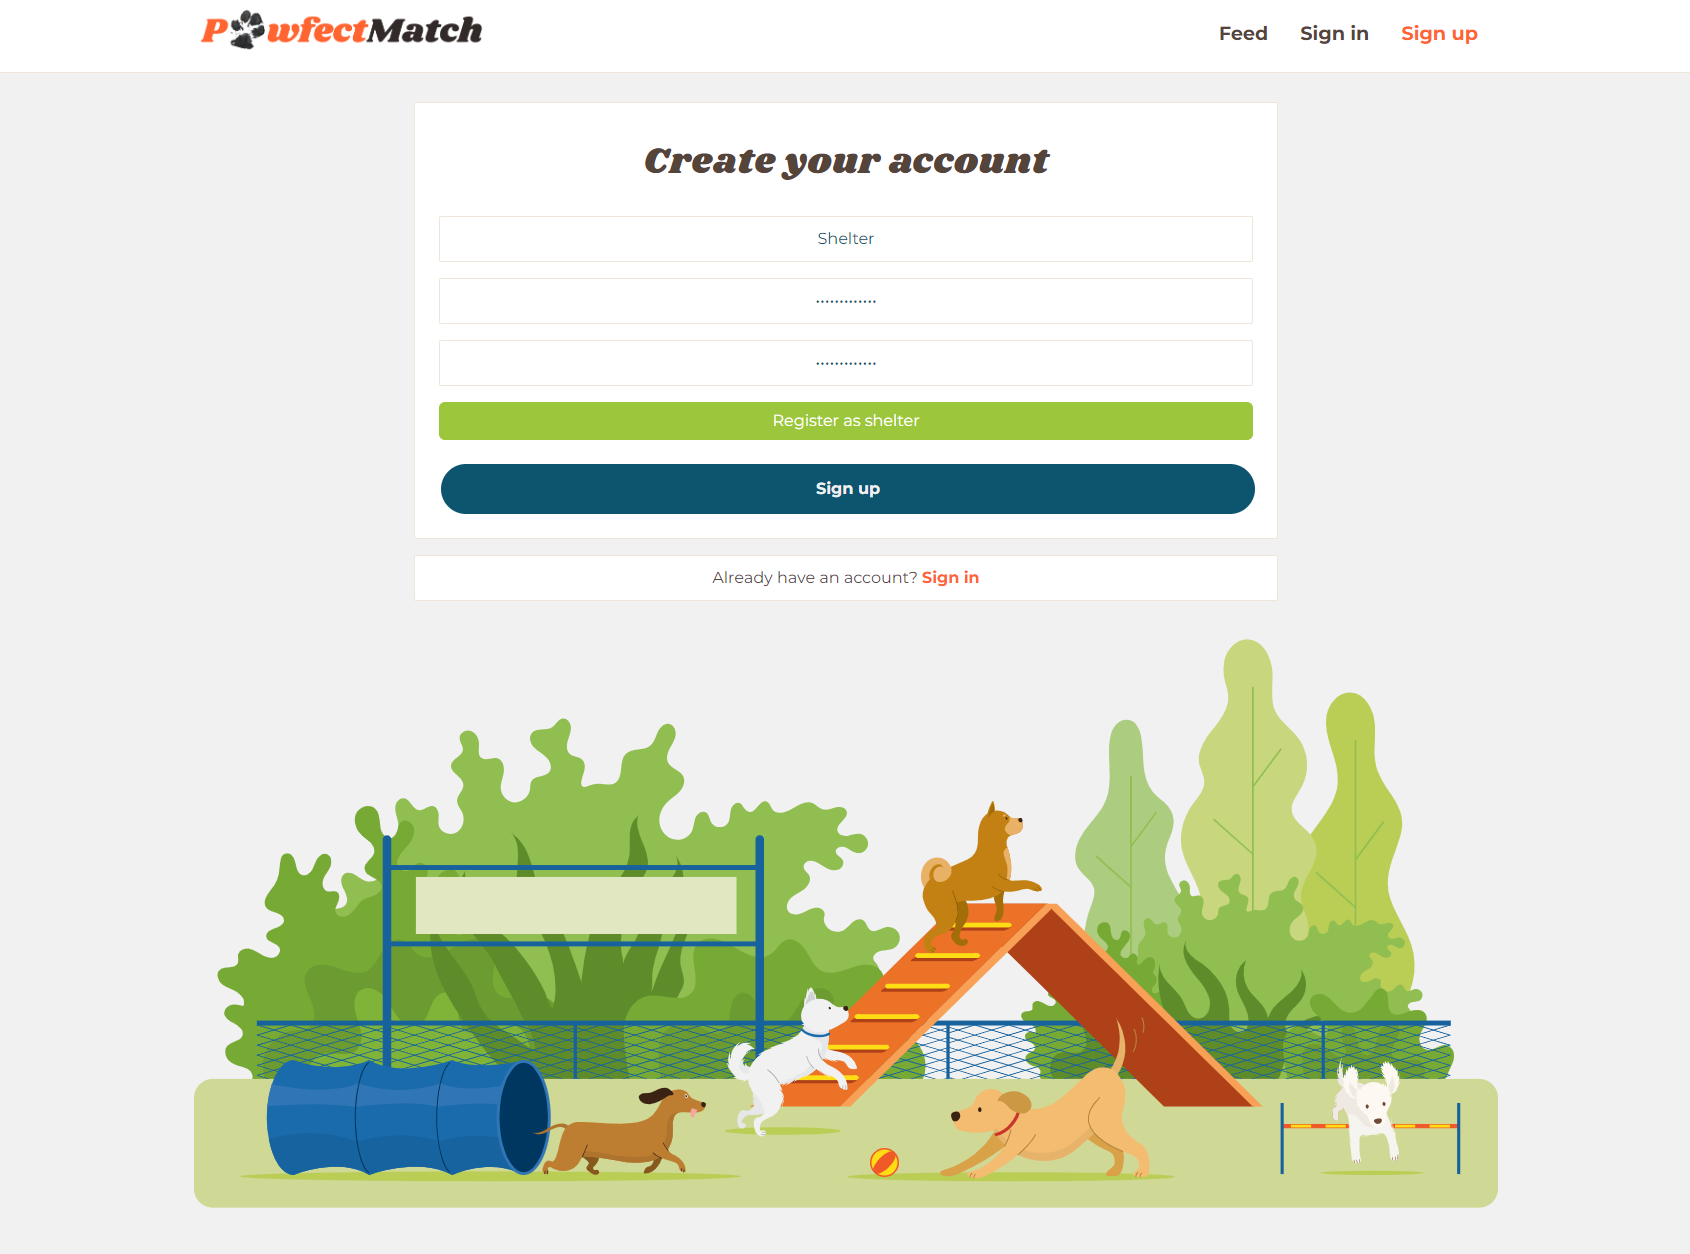 PawfectMatch
Feed Sign in Sign up
Create your account
Shelter
•••••••••••••
•••••••••••••
Register as shelter
Sign up
Already have an account? Sign in